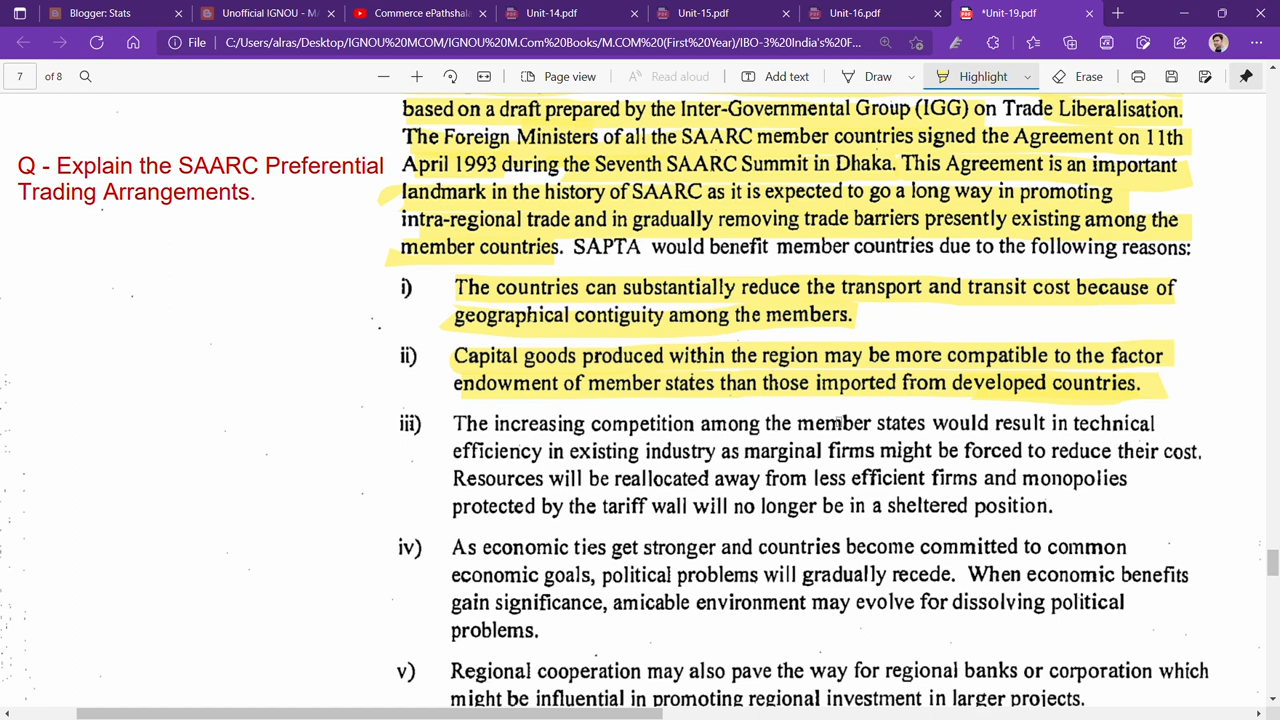 Blogger: Stats
Unofficial IGNOU - MA
Commerce ePathshal
Unit-14.pdf
Unit-15.pdf
Unit-16.pdf
*Unit-19.pdf
File
C:/Users/alras/Desktop/IGNOU%20MCOM/IGNOU%20M.Com%20Books/M.COM%20(First%20Year)/IBO-3%20India's%20F...
7 of 8
Page view
Read aloud
Add text
Draw
Highlight
Erase
Q - Explain the SAARC Preferential
Trading Arrangements.
based on a draft prepared by the Inter-Governmental Group (IGG) on Trade Liberalisation.
The Foreign Ministers of all the SAARC member countries signed the Agreement on 11th
April 1993 during the Seventh SAARC Summit in Dhaka. This Agreement is an important
landmark in the history of SAARC as it is expected to go a long way in promoting
intra-regional trade and in gradually removing trade barriers presently existing among the
member countries. SAPTA would benefit member countries due to the following reasons:
i) The countries can substantially reduce the transport and transit cost because of
geographical contiguity among the members.
ii) Capital goods produced within the region may be more compatible to the factor
endowment of member states than those imported from developed countries.
iii) The increasing competition among the member states would result in technical
efficiency in existing industry as marginal firms might be forced to reduce their cost.
Resources will be reallocated away from less efficient firms and monopolies
protected by the tariff wall will no longer be in a sheltered position.
iv) As economic ties get stronger and countries become committed to common
economic goals, political problems will gradually recede. When economic benefits
gain significance, amicable environment may evolve for dissolving political
problems.
v) Regional cooperation may also pave the way for regional banks or corporation which
might be influential in promoting regional investment in larger projects.